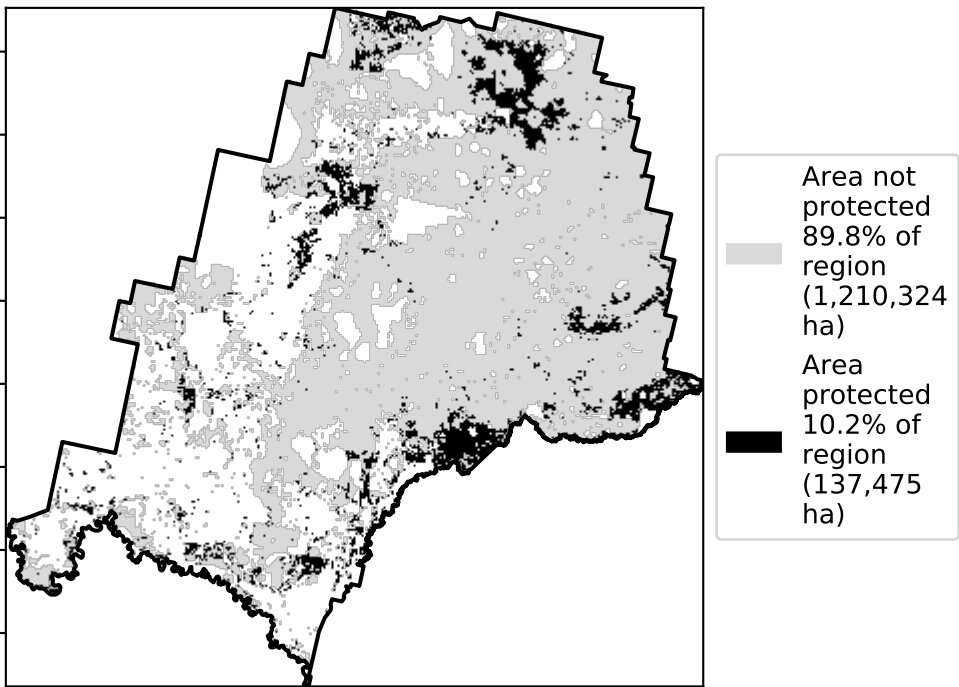 Area not
protected
89.8% of
region
(1,210,324
ha)
Area
protected
10.2% of
region
(137,475
ha)